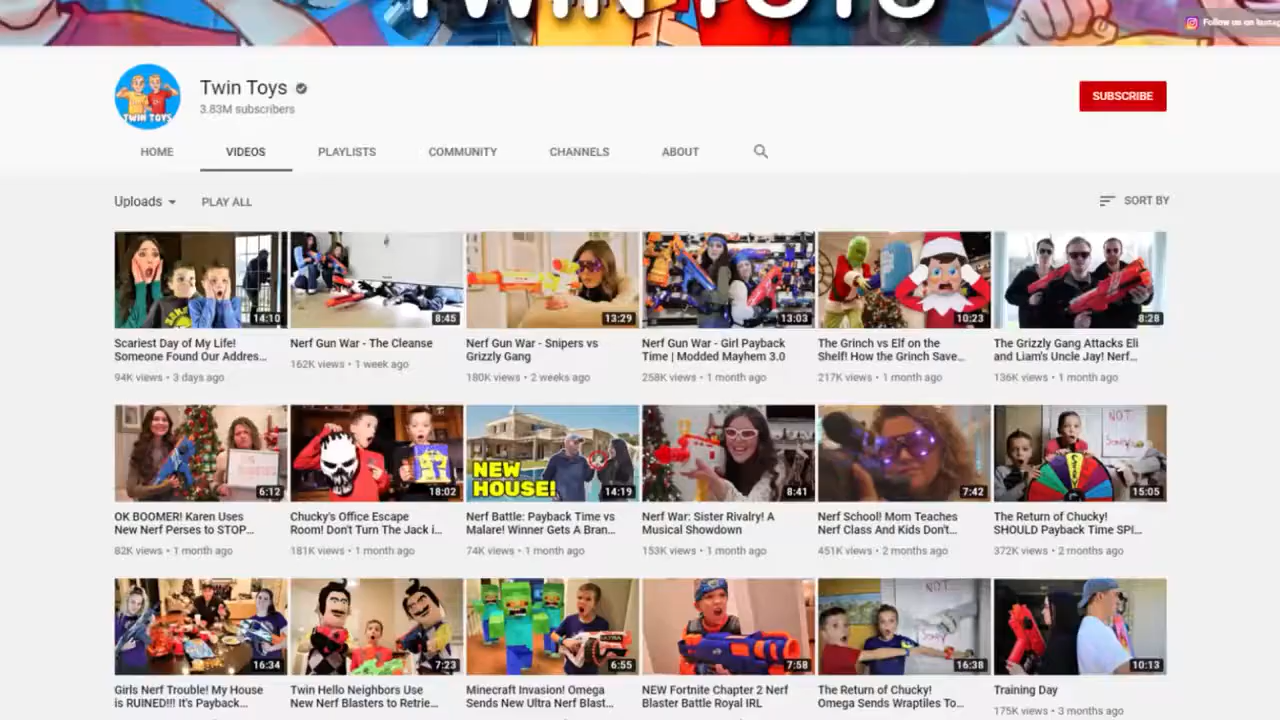 TWIN TOYS
Follow us on Instag
Twin Toys
3.83M subscribers
SUBSCRIBE
TWIN TOYS
HOME VIDEOS PLAYLISTS COMMUNITY CHANNELS ABOUT
Uploads PLAY ALL SORT BY
14:10 8:45 13:29 13:03 10:23 8:28
Scariest Day of My Life! Nerf Gun War - The Cleanse Nerf Gun War - Snipers vs Nerf Gun War - Girl Payback The Grinch vs Elf on the The Grizzly Gang Attacks Eli
Someone Found Our Addres... Grizzly Gang Time | Modded Mayhem 3.0 Shelf! How the Grinch Save... and Liam's Uncle Jay! Nerf...
94K views • 3 days ago 162K views • 1 week ago 180K views • 2 weeks ago 258K views • 1 month ago 217K views • 1 month ago 136K views • 1 month ago
NEW
HOUSE!
NOT
6:12 18:02 14:19 8:41 7:42 15:05
OK BOOMER! Karen Uses Chucky's Office Escape Nerf Battle: Payback Time vs Nerf War: Sister Rivalry! A Nerf School! Mom Teaches The Return of Chucky!
New Nerf Perses to STOP... Room! Don't Turn The Jack i... Malare! Winner Gets A Bran... Musical Showdown Nerf Class And Kids Don't... SHOULD Payback Time SPI...
82K views • 1 month ago 181K views • 1 month ago 74K views • 1 month ago 153K views • 1 month ago 451K views • 2 months ago 372K views • 2 months ago
NOT
ULTRA
16:34 7:23 6:55 7:58 16:38 10:13
Girls Nerf Trouble! My House Twin Hello Neighbors Use Minecraft Invasion! Omega NEW Fortnite Chapter 2 Nerf The Return of Chucky! Training Day
is RUINED!!! It's Payback... New Nerf Blasters to Retrie... Sends New Ultra Nerf Blast... Blaster Battle Royal IRL Omega Sends Wraptiles To...
175K views • 3 months ago